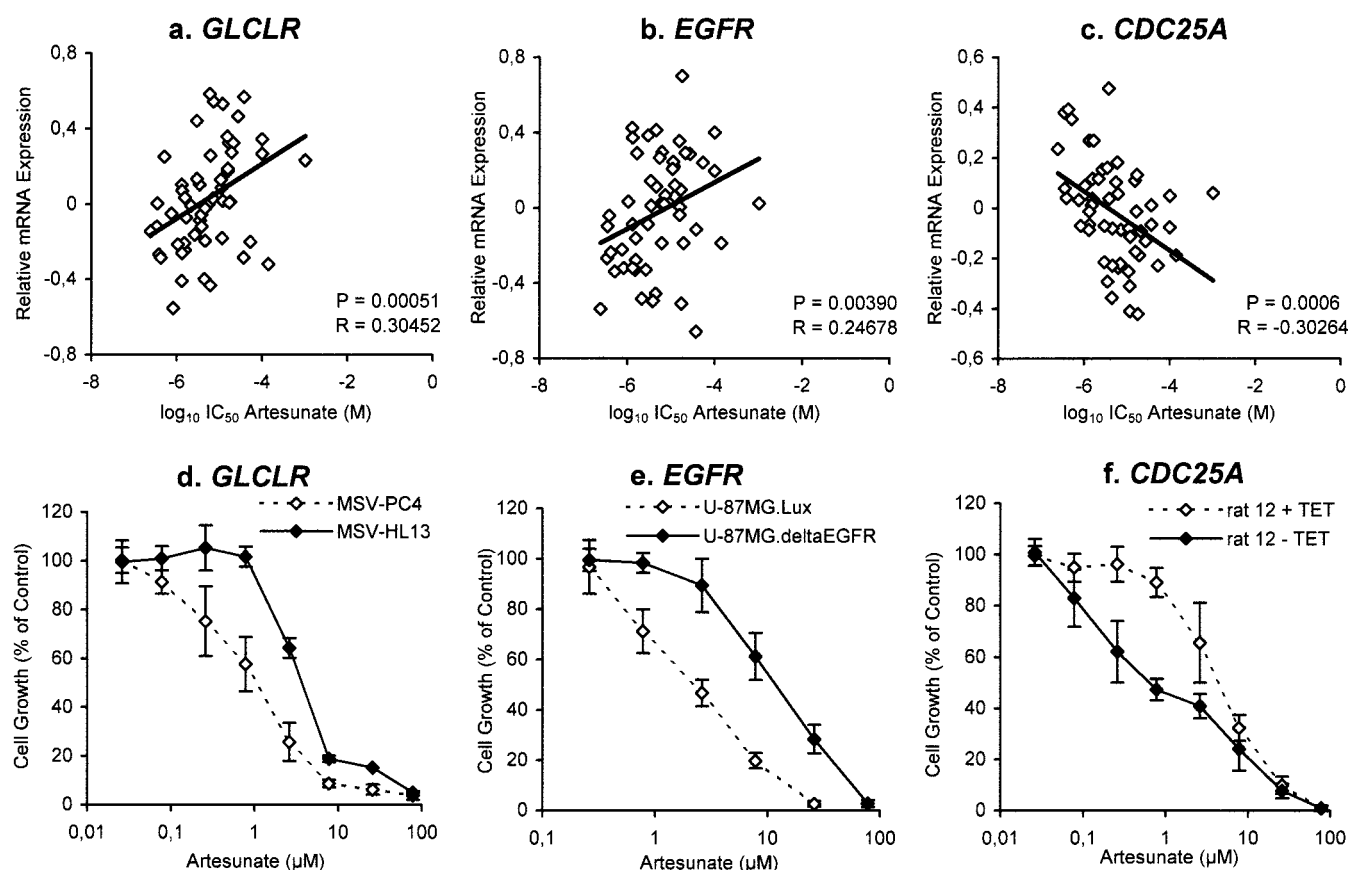 a. GLCLR
Relative mRNA Expression
0,8
0,4
0
-0,4
-0,8
P = 0.00051
R = 0.30452
-8
-6
-4
-2
0
log10 IC50 Artesunate (M)
b. EGFR
Relative mRNA Expression
0,8
0,4
0
-0,4
-0,8
P = 0.00390
R = 0.24678
-8
-6
-4
-2
0
log10 IC50 Artesunate (M)
c. CDC25A
Relative mRNA Expression
0,6
0,4
0,2
0
-0,2
-0,4
-0,6
P = 0.0006
R = -0.30264
-8
-6
-4
-2
0
log10 IC50 Artesunate (M)
d. GLCLR
MSV-PC4
MSV-HL13
Cell Growth (% of Control)
120
100
80
60
40
20
0
0,01
0,1
1
10
100
Artesunate (µM)
e. EGFR
U-87MG.Lux
U-87MG.deltaEGFR
Cell Growth (% of Control)
120
100
80
60
40
20
0
0,1
1
10
100
Artesunate (µM)
f. CDC25A
rat 12 + TET
rat 12 - TET
Cell Growth (% of Control)
120
100
80
60
40
20
0
0,01
0,1
1
10
100
Artesunate (µM)